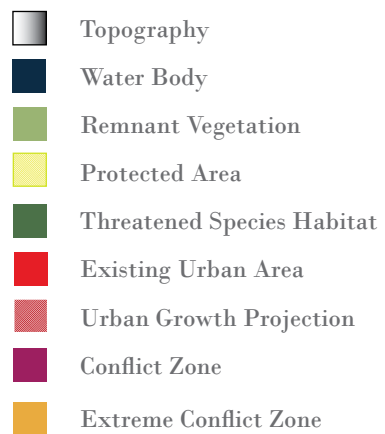 Topography
Water Body
Remnant Vegetation
Protected Area
Threatened Species Habitat
Existing Urban Area
Urban Growth Projection
Conflict Zone
Extreme Conflict Zone